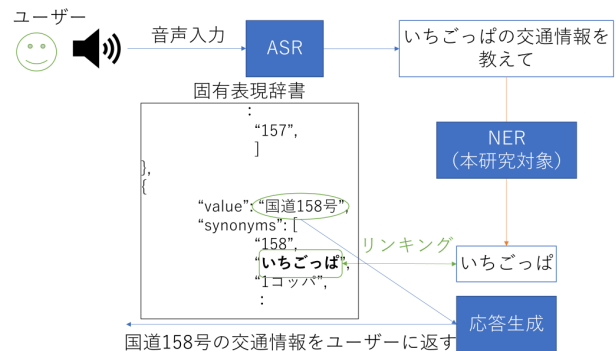 ユーザー
音声入力
ASR
いちごっぱの交通情報を
教えて
固有表現辞書
:
“157”,
]
},
{
“value”: “国道158号”,
“synonyms”: [
“158”,
“いちごっぱ”,
“1コッパ”,
:
NER
（本研究対象）
リンキング
いちごっぱ
応答生成
国道158号の交通情報をユーザーに返す